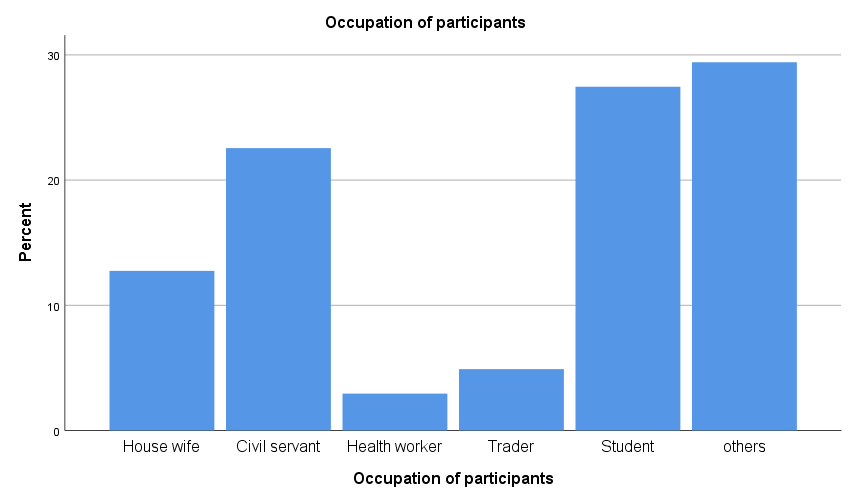 Occupation of participants
30
20
10
0
Percent
House wife Civil servant Health worker Trader Student others
Occupation of participants